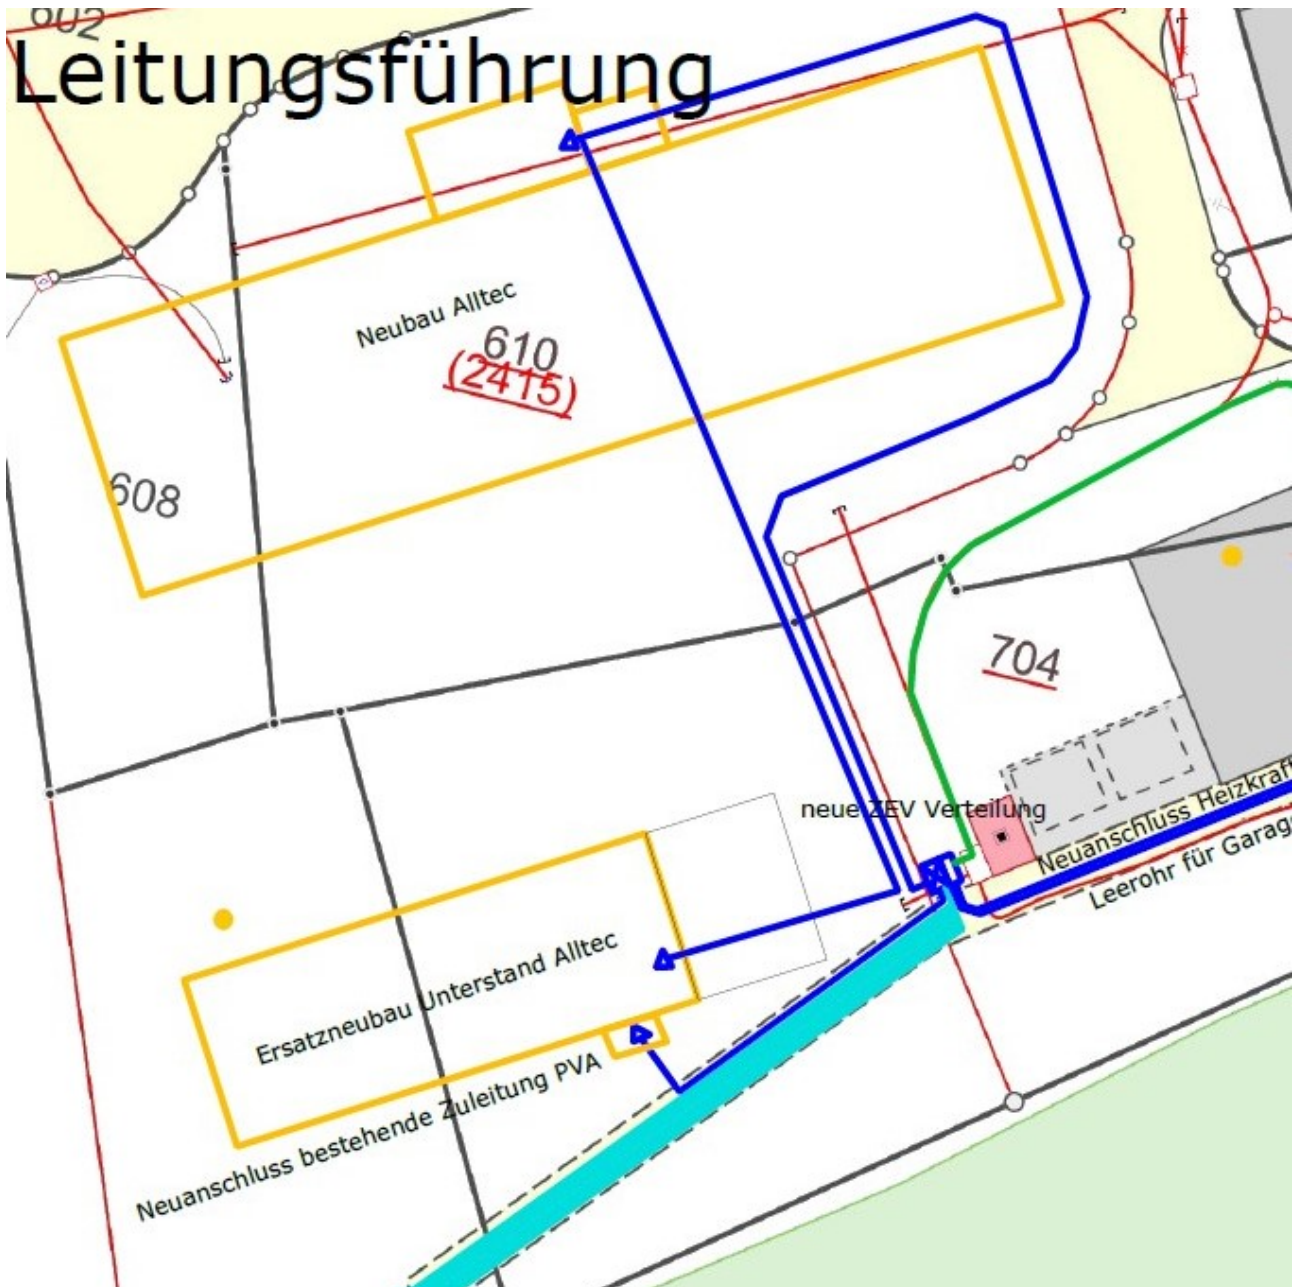 602
Leitungsführung
Neubau Alltec
610
(2415)
608
704
neue ZEV Verteilung
Neuanschluss Heizkraft
Leerohr für Garag
Ersatzneubau Unterstand Alltec
Neuanschluss bestehende Zuleitung PVA